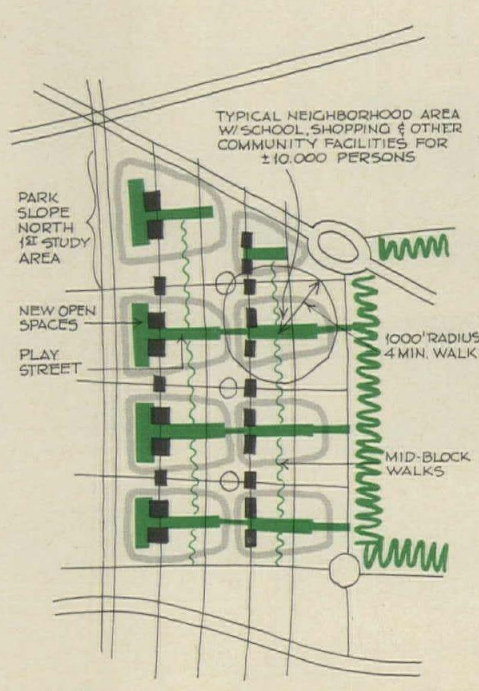 TYPICAL NEIGHBORHOOD AREA
W/ SCHOOL, SHOPPING & OTHER
COMMUNITY FACILITIES FOR
±10.000 PERSONS
PARK
SLOPE
NORTH
1ST STUDY
AREA
NEW OPEN
SPACES
PLAY
STREET
1000' RADIUS
4 MIN. WALK
MID-BLOCK
WALKS